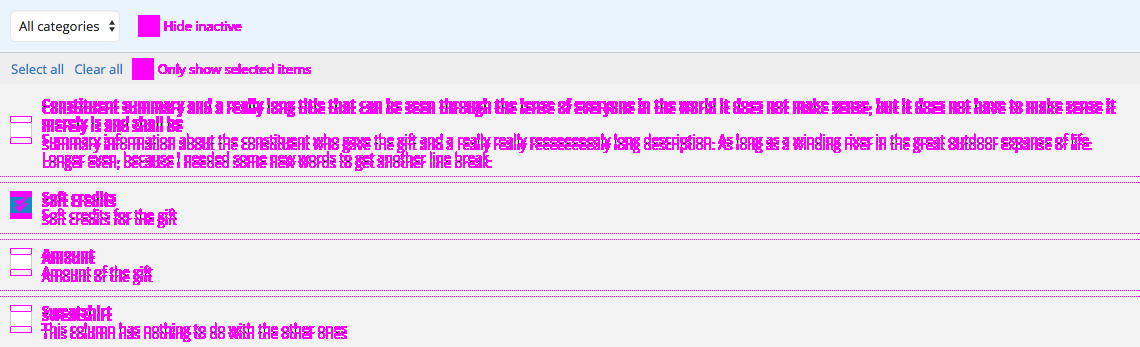 All categories
Hide inactive
Select all Clear all Only show selected items
Constituent summary and a really long title that can be seen through the lense of everyone in the world it does not make sense, but it does not have to make sense it
merely is and shall be
Summary information about the constituent who gave the gift and a really really long description. As long as a winding river in the great outdoor expanse of life.
Longer even, because I needed some new words to get another line break.
Soft credits
Soft credits for the gift
Amount
Amount of the gift
Sweatshirt
This column has nothing to do with the other ones